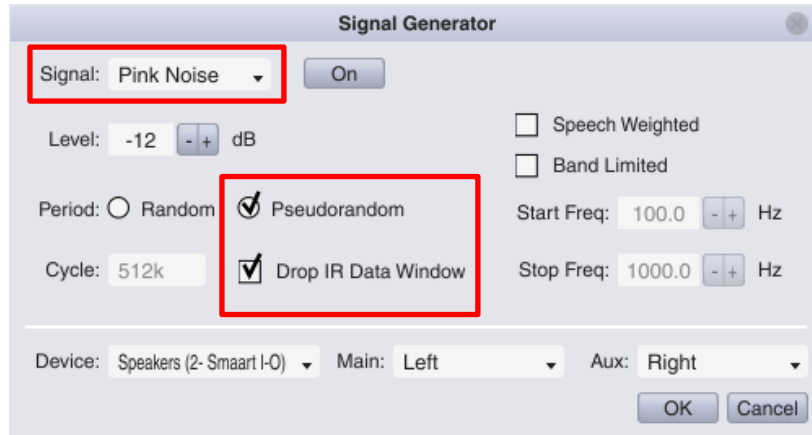 Signal Generator
Signal: Pink Noise On
Level: -12 - + dB Speech Weighted
Band Limited
Period: Random Pseudorandom Start Freq: 100.0 - + Hz
Cycle: 512k Drop IR Data Window Stop Freq: 1000.0 - + Hz
Device: Speakers (2- Smaart I-O) Main: Left Aux: Right
OK Cancel